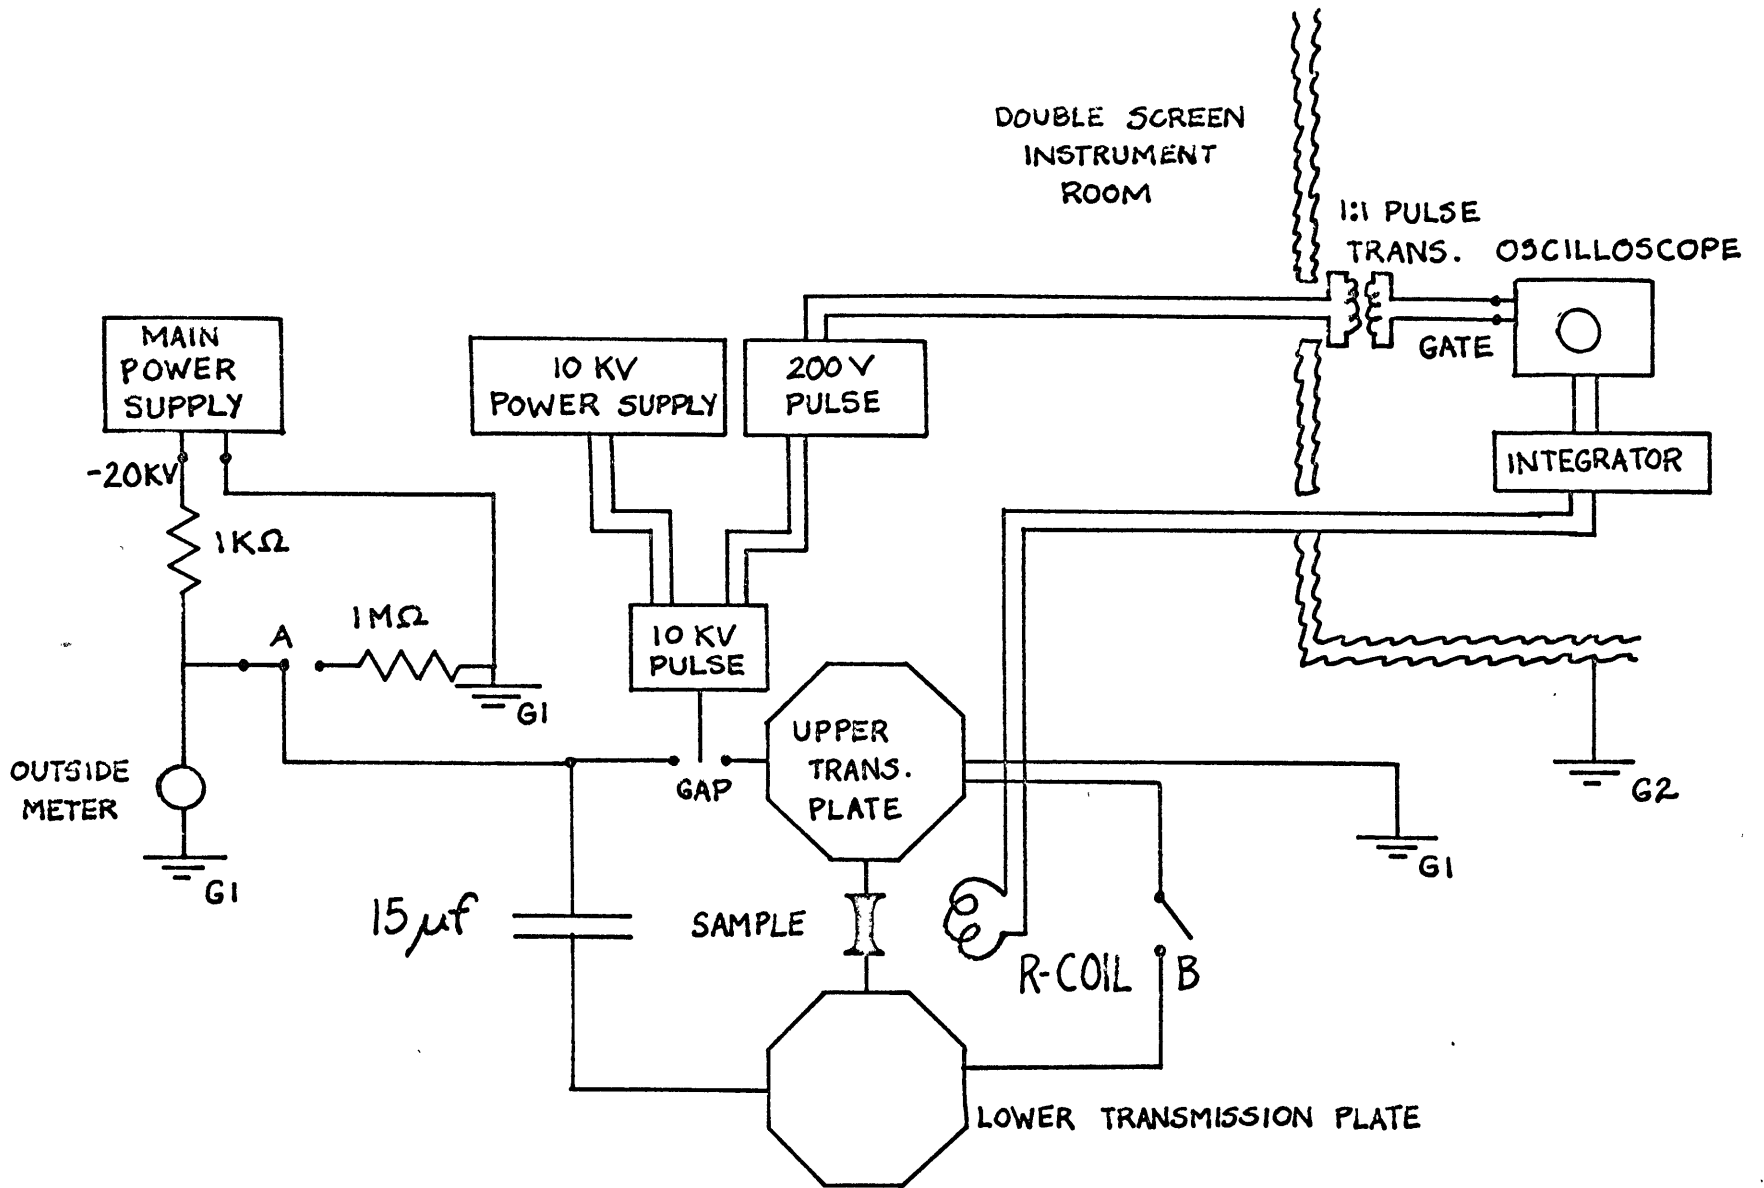 DOUBLE SCREEN
INSTRUMENT
ROOM
1:1 PULSE
TRANS.
OSCILLOSCOPE
GATE
MAIN
POWER
SUPPLY
10 KV
POWER SUPPLY
200 V
PULSE
INTEGRATOR
-20KV
1KΩ
A
1MΩ
G1
10 KV
PULSE
OUTSIDE
METER
G1
GAP
UPPER
TRANS.
PLATE
G2
G1
15 µf
SAMPLE
R-COIL
B
LOWER TRANSMISSION PLATE